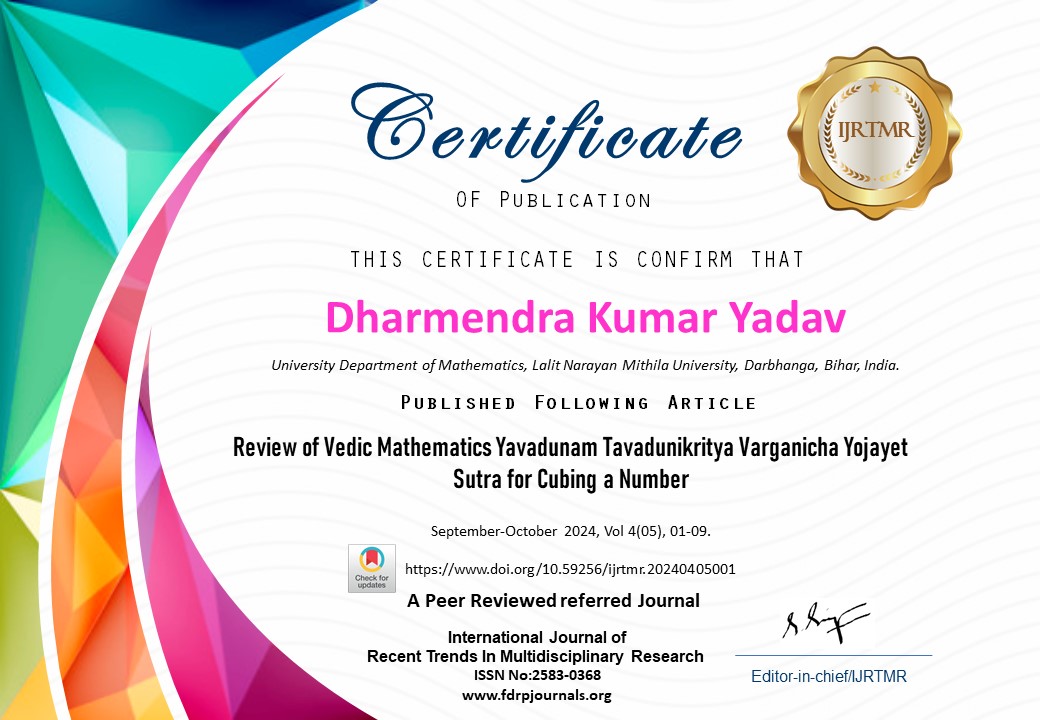 Certificate
IJRTMR
OF PUBLICATION
THIS CERTIFICATE IS CONFIRM THAT
Dharmendra Kumar Yadav
University Department of Mathematics, Lalit Narayan Mithila University, Darbhanga, Bihar, India.
PUBLISHED FOLLOWING ARTICLE
Review of Vedic Mathematics Yavadunam Tavadunikritya Varganicha Yojayet
Sutra for Cubing a Number
September-October 2024, Vol 4(05), 01-09.
Check for
updates
https://www.doi.org/10.59256/ijrtmr.20240405001
A Peer Reviewed referred Journal
International Journal of
Recent Trends In Multidisciplinary Research
ISSN No:2583-0368
www.fdrpjournals.org
Editor-in-chief/IJRTMR